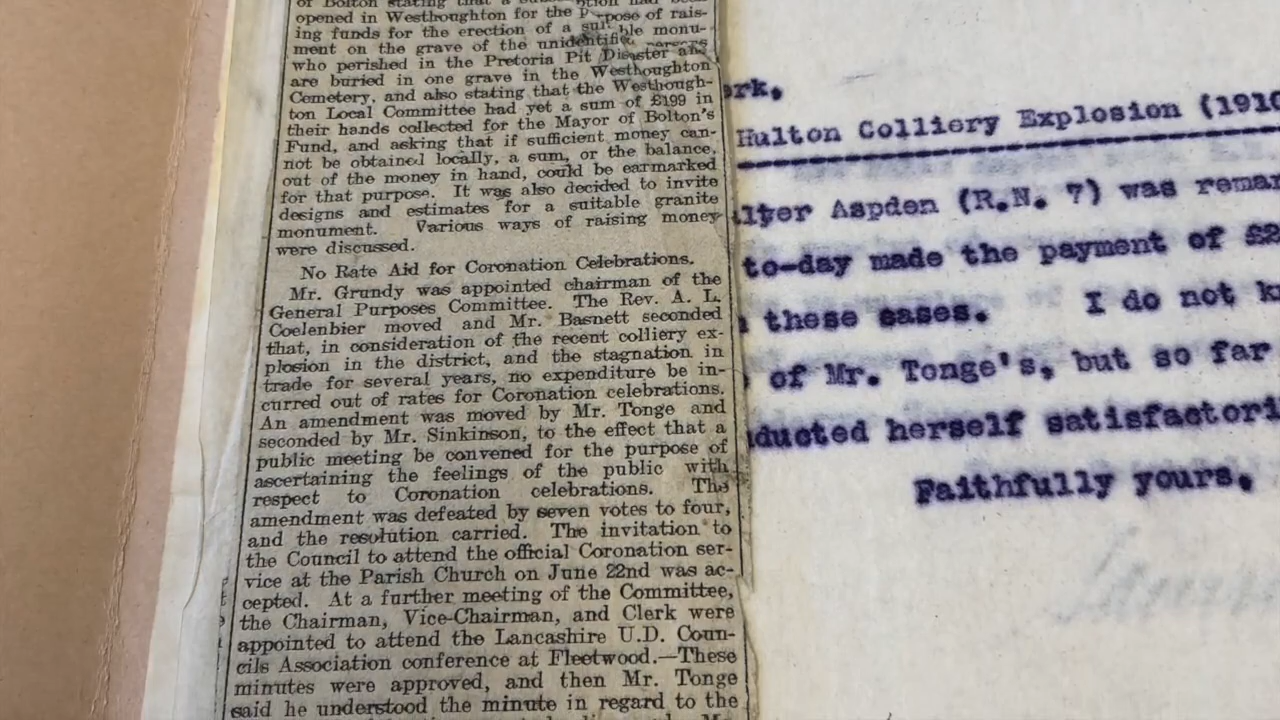 of Bolton stating that a had been
opened in Westhoughton for the purpose of rais-
ing funds for the erection of a suitable monu-
ment on the grave of the unidentified persons
who perished in the Pretoria Pit Disaster and
are buried in one grave in the Westhoughton
Cemetery, and also stating that the Westhough-
ton Local Committee had yet a sum of £199 in
their hands collected for the Mayor of Bolton's
Fund, and asking that if sufficient money can-
not be obtained locally, a sum, or the balance,
out of the money in hand, could be earmarked
for that purpose. It was also decided to invite
designs and estimates for a suitable granite
monument. Various ways of raising money
were discussed.
No Rate Aid for Coronation Celebrations.
Mr. Grundy was appointed chairman of the
General Purposes Committee. The Rev. A. L.
Coelenbier moved and Mr. Basnett seconded
that, in consideration of the recent colliery ex-
plosion in the district, and the stagnation in
trade for several years, no expenditure be in-
curred out of rates for Coronation celebrations.
An amendment was moved by Mr. Tonge and
seconded by Mr. Sinkinson, to the effect that a
public meeting be convened for the purpose of
ascertaining the feelings of the public with
respect to Coronation celebrations. The
amendment was defeated by seven votes to four,
and the resolution carried. The invitation to
the Council to attend the official Coronation ser-
vice at the Parish Church on June 22nd was ac-
cepted. At a further meeting of the Committee,
the Chairman, Vice-Chairman, and Clerk were
appointed to attend the Lancashire U.D. Coun-
cils Association conference at Fleetwood.—These
minutes were approved, and then Mr. Tonge
said he understood the minute in regard to the
erk.
Hulton Colliery Explosion (1910
alter Aspden (R.N. 7) was remar
to-day made the payment of £2
these cases. I do not k
of Mr. Tonge's, but so far
ducted herself satisfactori
Faithfully yours,